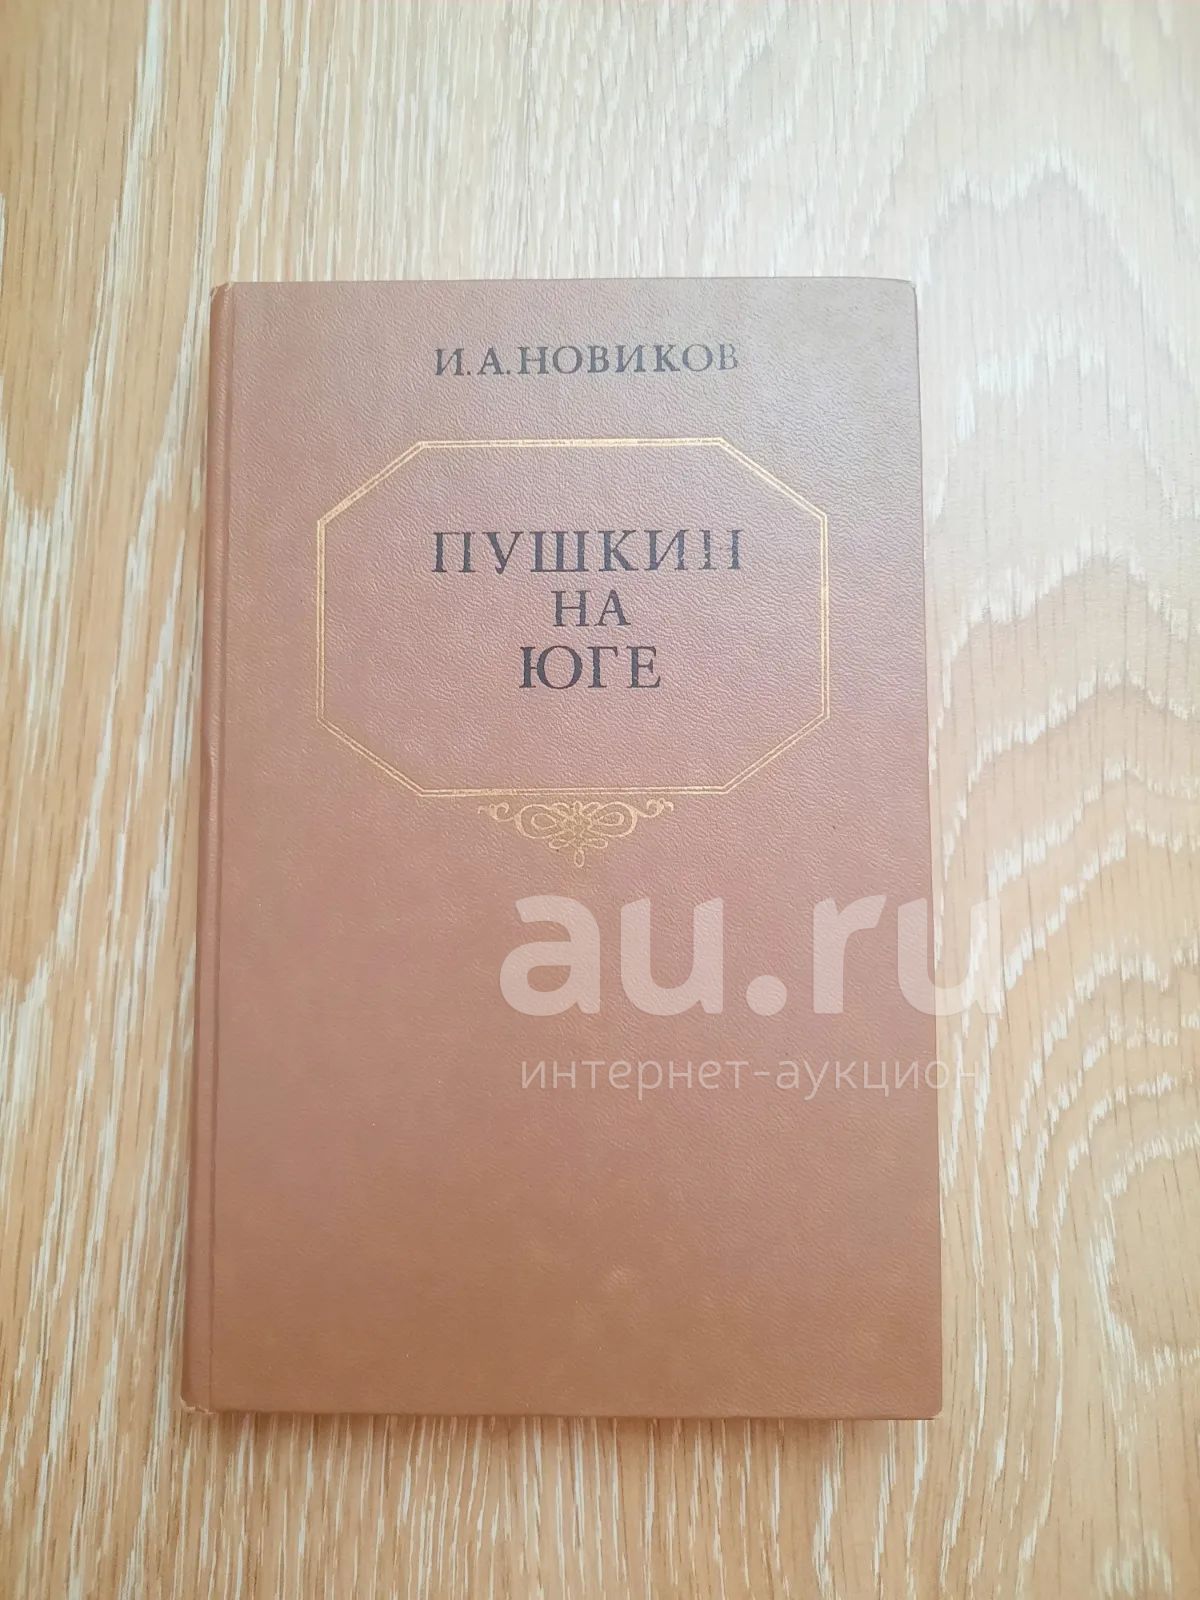 И. А. НОВИКОВ
ПУШКИН
НА
ЮГЕ
au.ru
интернет-аукцион